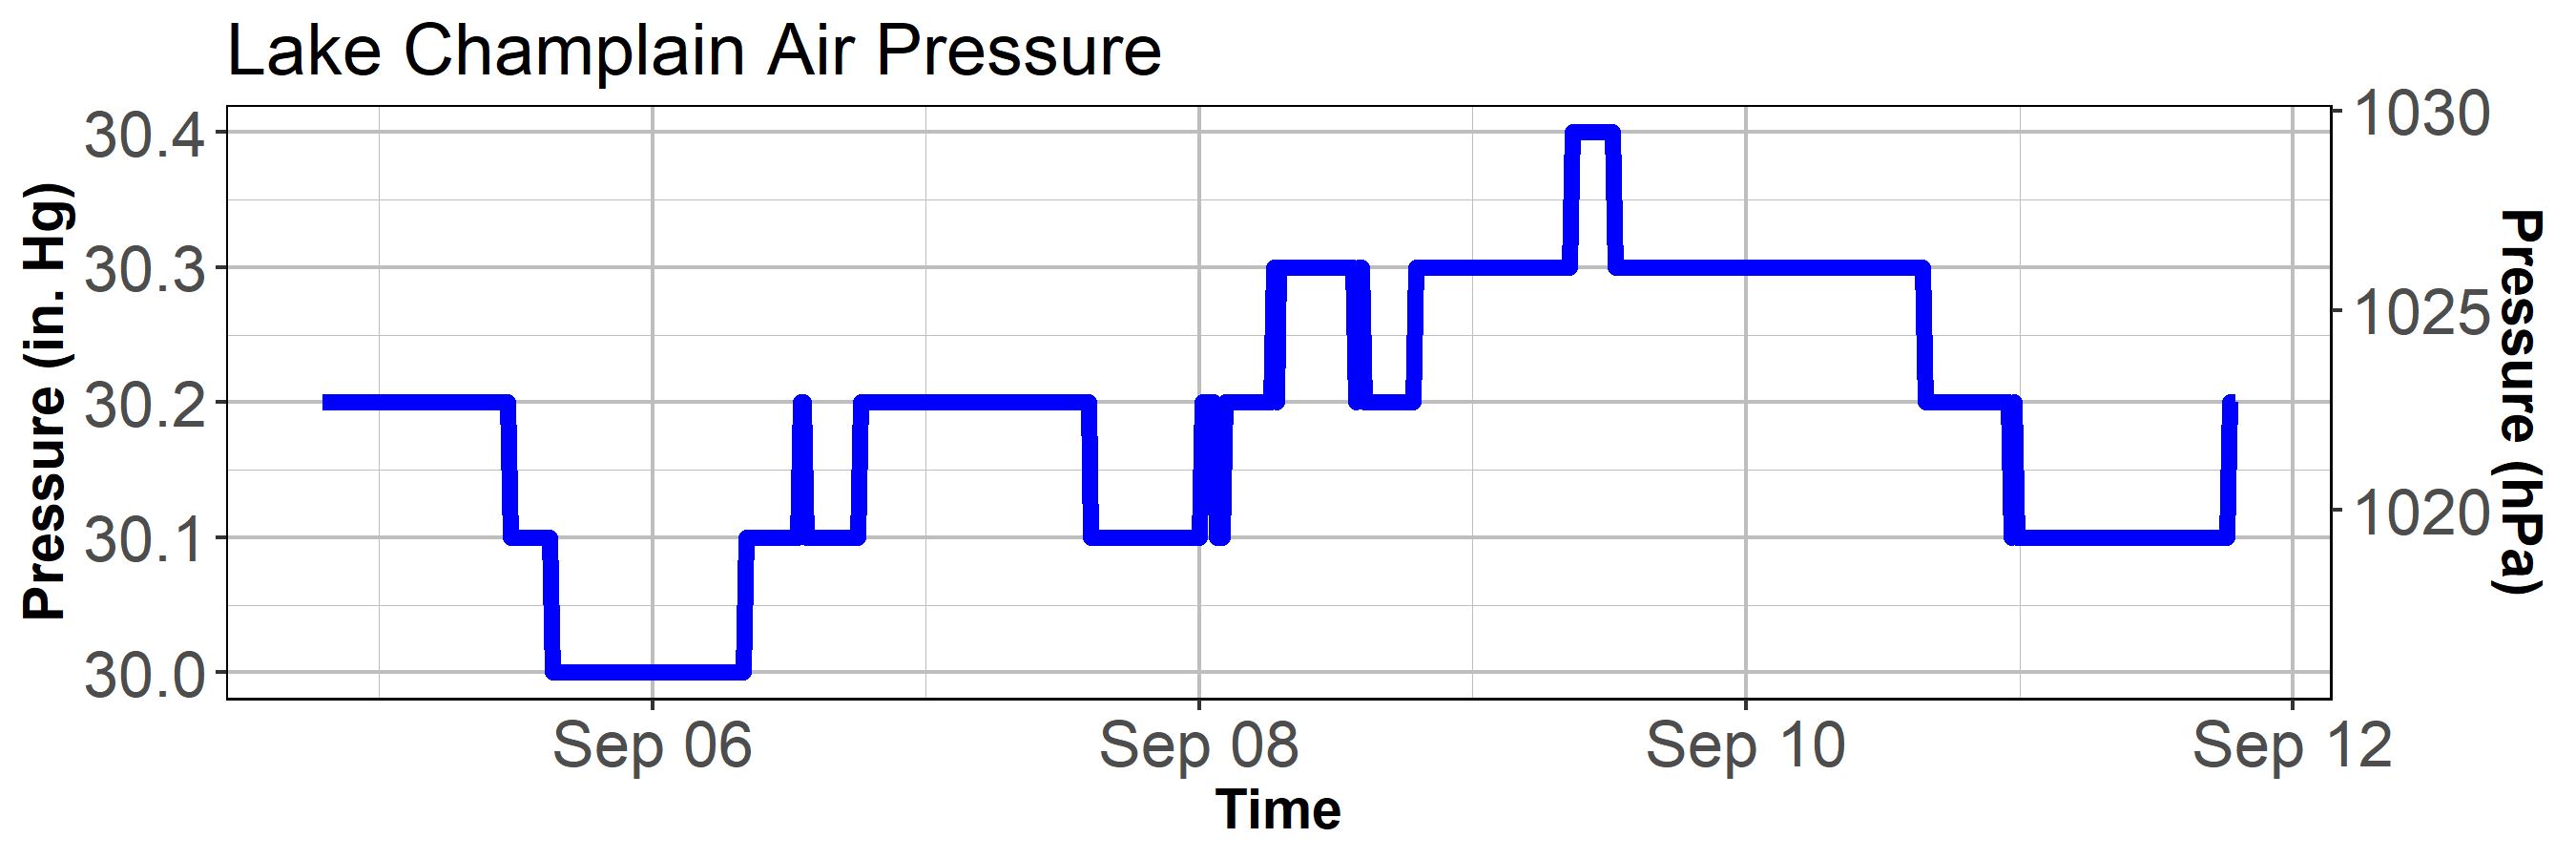 Lake Champlain Air Pressure
Pressure (in. Hg)
30.4
30.3
30.2
30.1
30.0
1030
1025
1020
Pressure (hPa)
Sep 06
Sep 08
Sep 10
Sep 12
Time